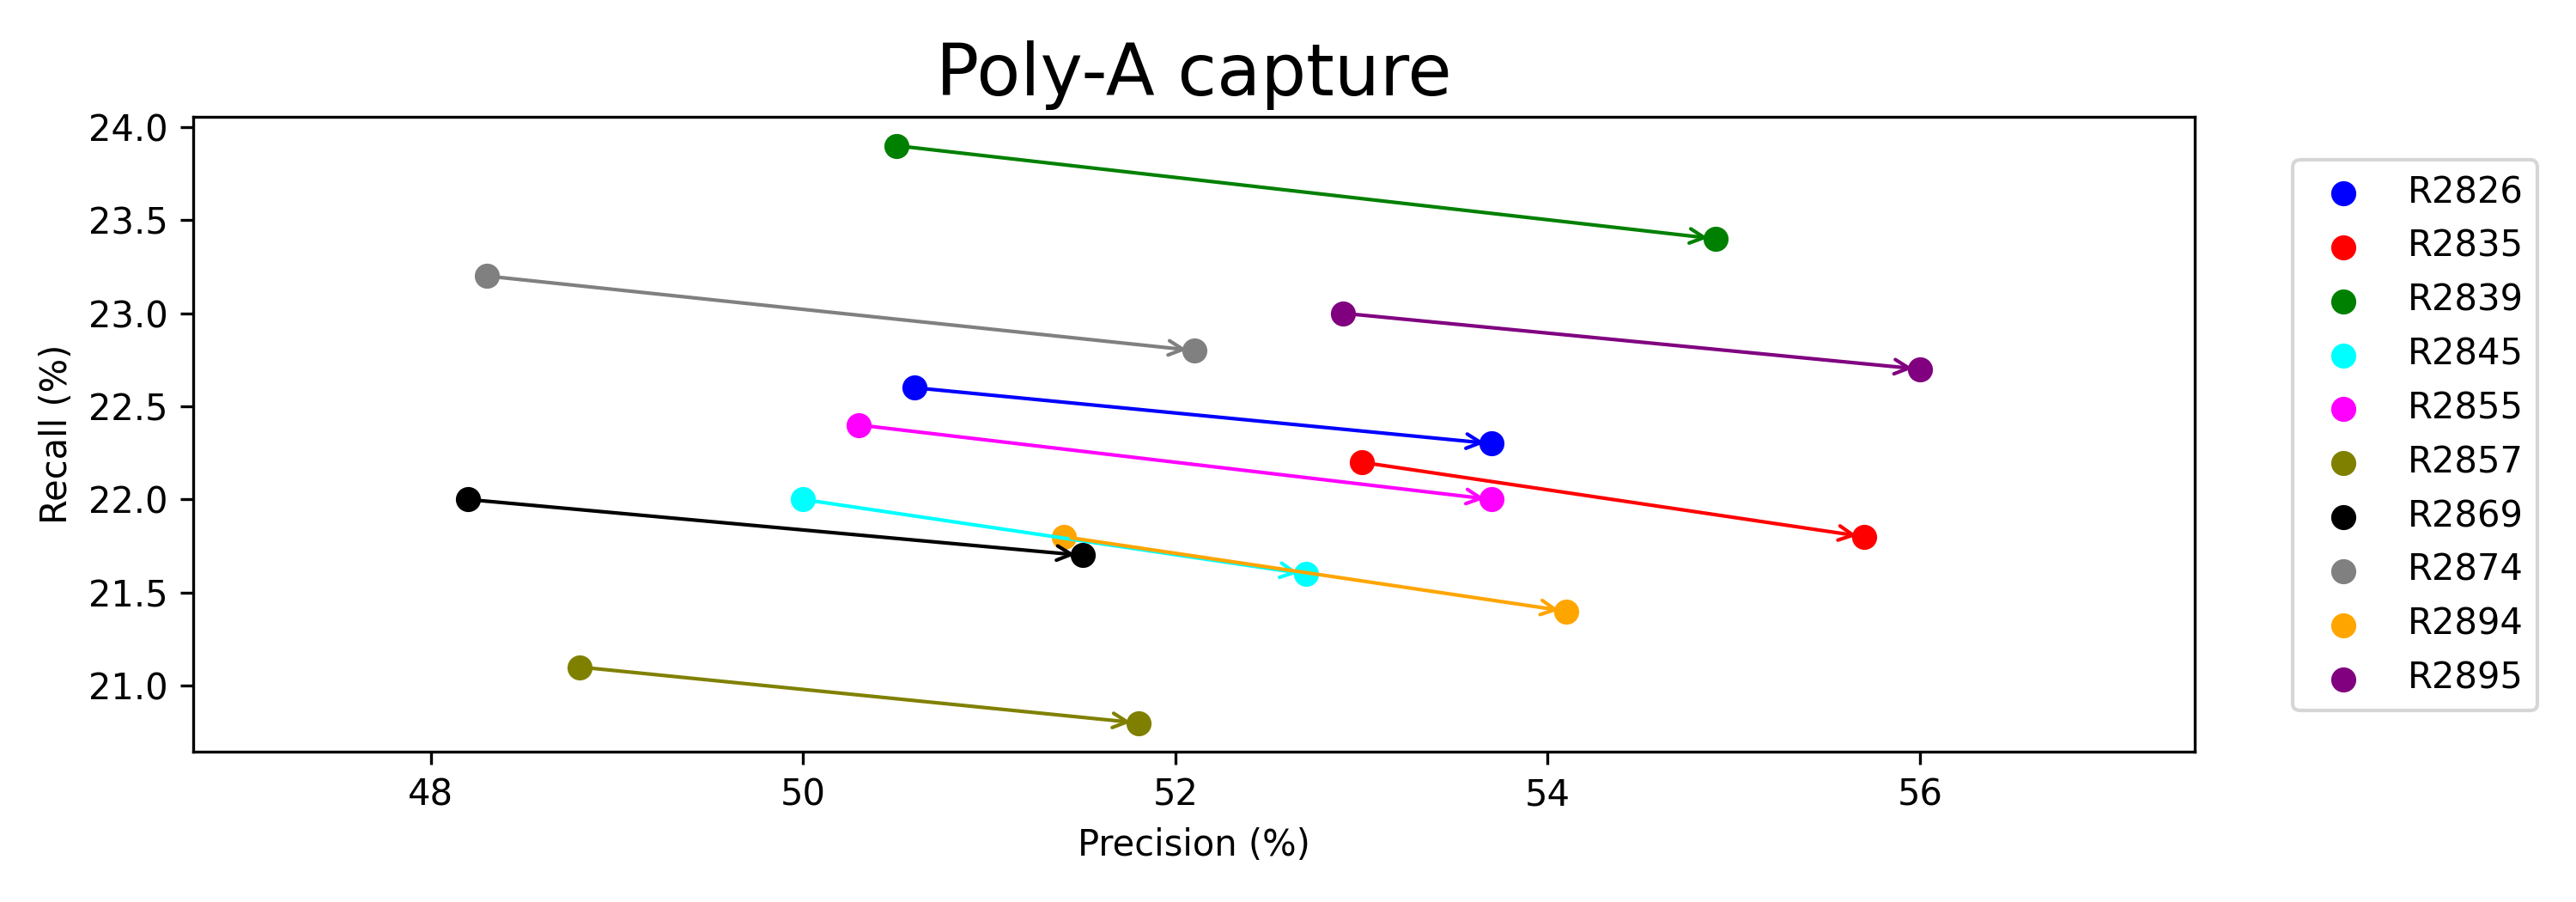 Poly-A capture
24.0
23.5
23.0
22.5
22.0
21.5
21.0
Recall (%)
48 50 52 54 56
Precision (%)
R2826
R2835
R2839
R2845
R2855
R2857
R2869
R2874
R2894
R2895